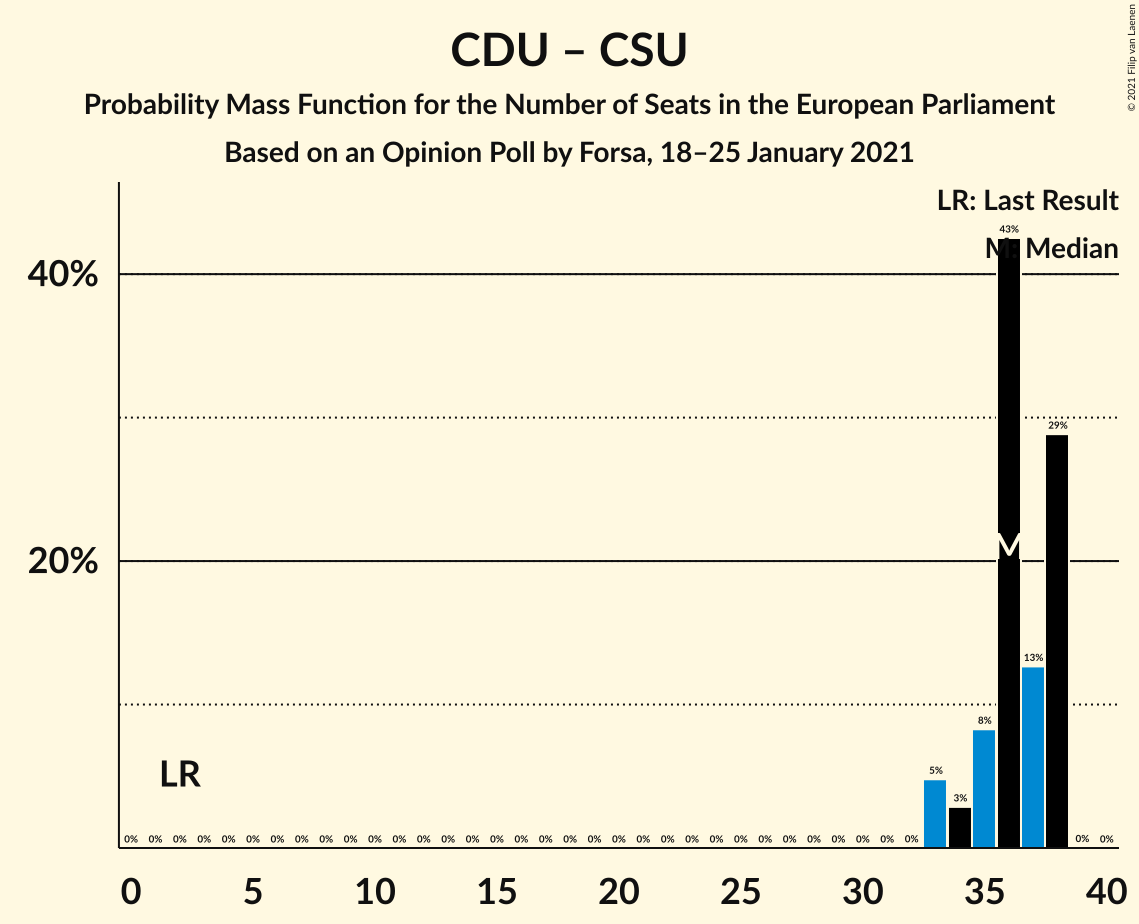 CDU – CSU
Probability Mass Function for the Number of Seats in the European Parliament
Based on an Opinion Poll by Forsa, 18–25 January 2021
© 2021 Filip van Laenen
LR: Last Result
M: Median
43%
40%
29%
M
20%
13%
8%
LR
5%
3%
0% 0% 0% 0% 0% 0% 0% 0% 0% 0% 0% 0% 0% 0% 0% 0% 0% 0% 0% 0% 0% 0% 0% 0% 0% 0% 0% 0% 0% 0% 0% 0% 0% 0% 0%
0 5 10 15 20 25 30 35 40